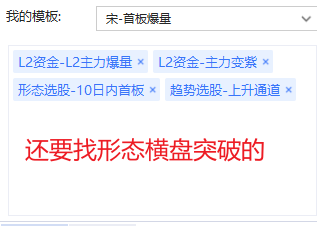 我的模板: 宋-首板爆量
L2资金-L2主力爆量 × L2资金-主力变紫 ×
形态选股-10日内首板 × 趋势选股-上升通道 ×
还要找形态横盘突破的